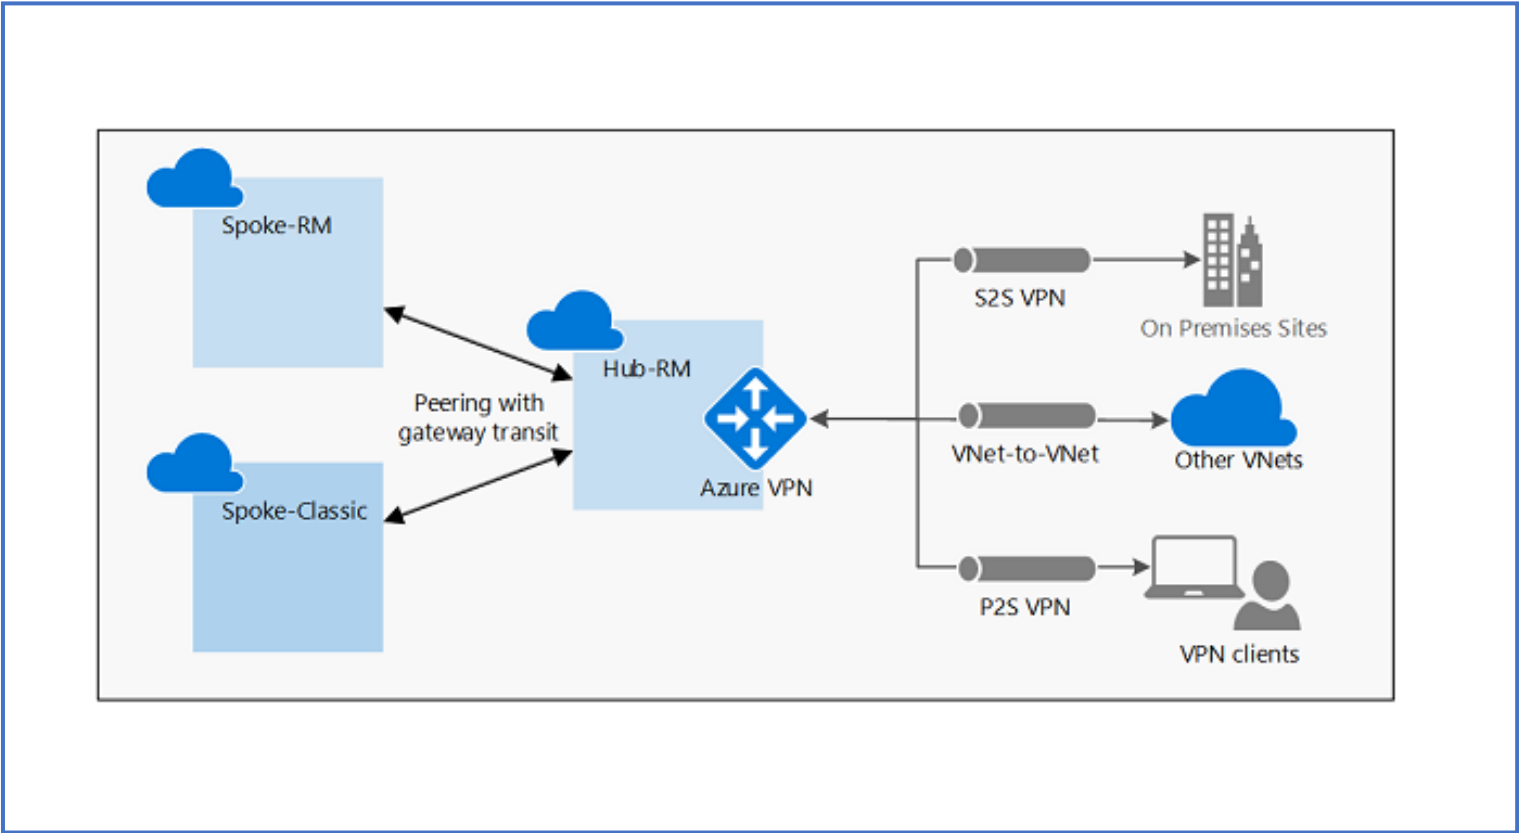 Spoke-RM
Hub-RM
Peering with
gateway transit
Spoke-Classic
Azure VPN
S2S VPN
On Premises Sites
VNet-to-VNet
Other VNets
P2S VPN
VPN clients